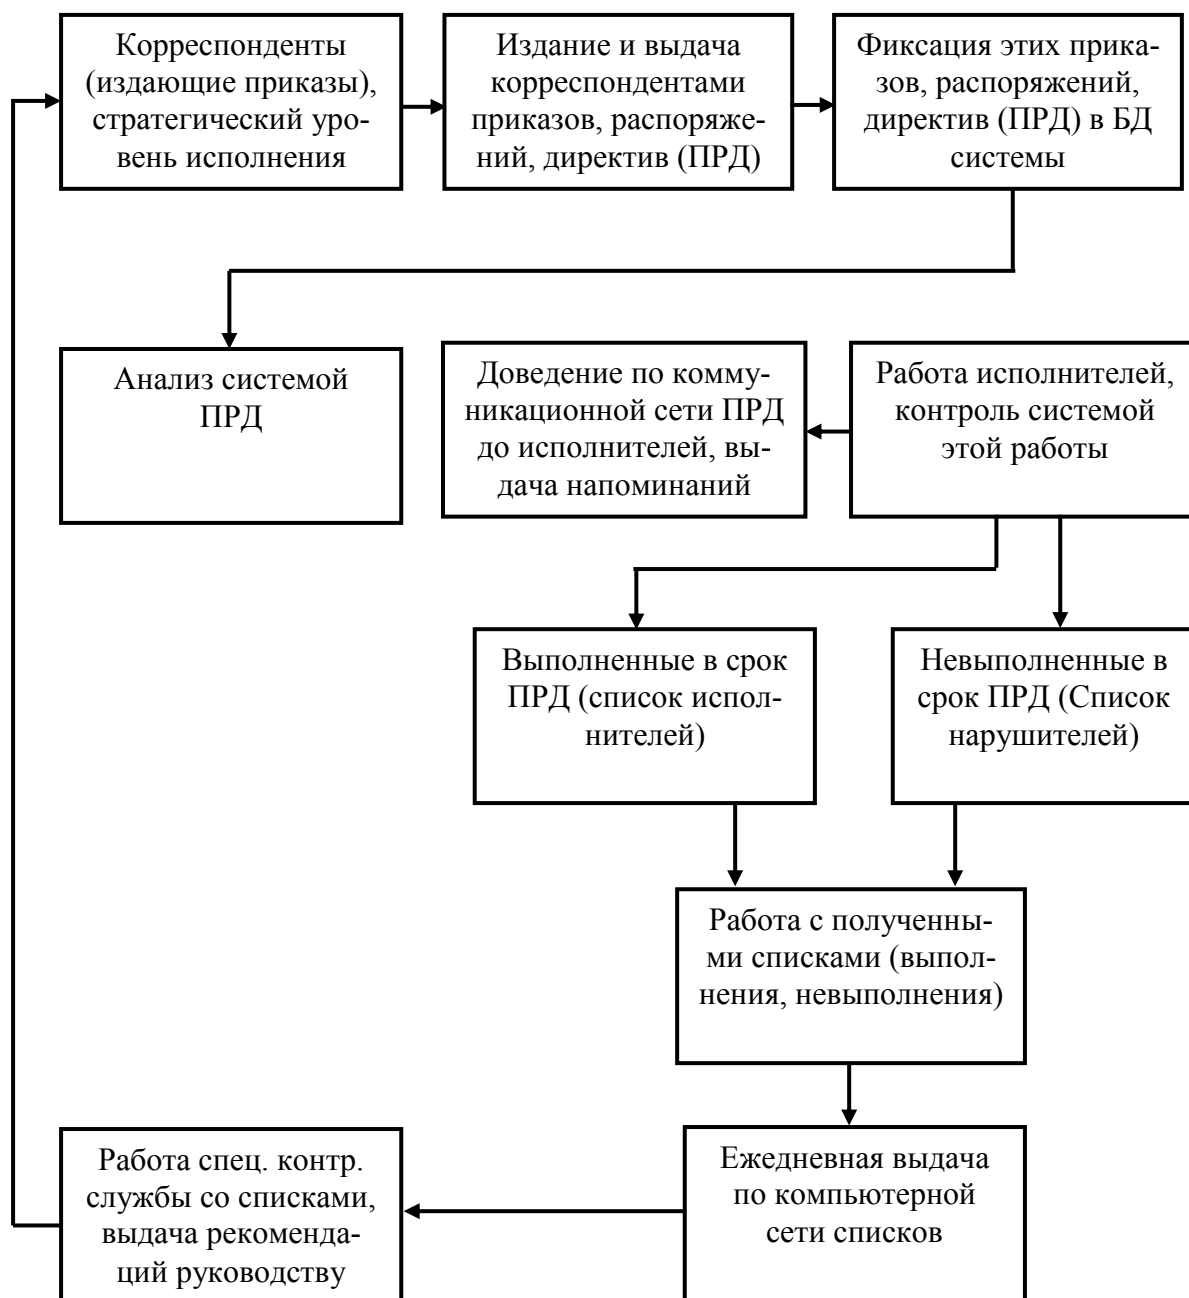 Корреспонденты
(издающие приказы),
стратегический уро-
вень исполнения
Издание и выдача
корреспондентами
приказов, распоряже-
ний, директив (ПРД)
Фиксация этих прика-
зов, распоряжений,
директив (ПРД) в БД
системы
Анализ системой
ПРД
Доведение по комму-
никационной сети ПРД
до исполнителей, вы-
дача напоминаний
Работа исполнителей,
контроль системой
этой работы
Выполненные в срок
ПРД (список испол-
нителей)
Невыполненные в
срок ПРД (Список
нарушителей)
Работа с полученны-
ми списками (выпол-
нения, невыполнения)
Работа спец. контр.
службы со списками,
выдача рекоменда-
ций руководству
Ежедневная выдача
по компьютерной
сети списков